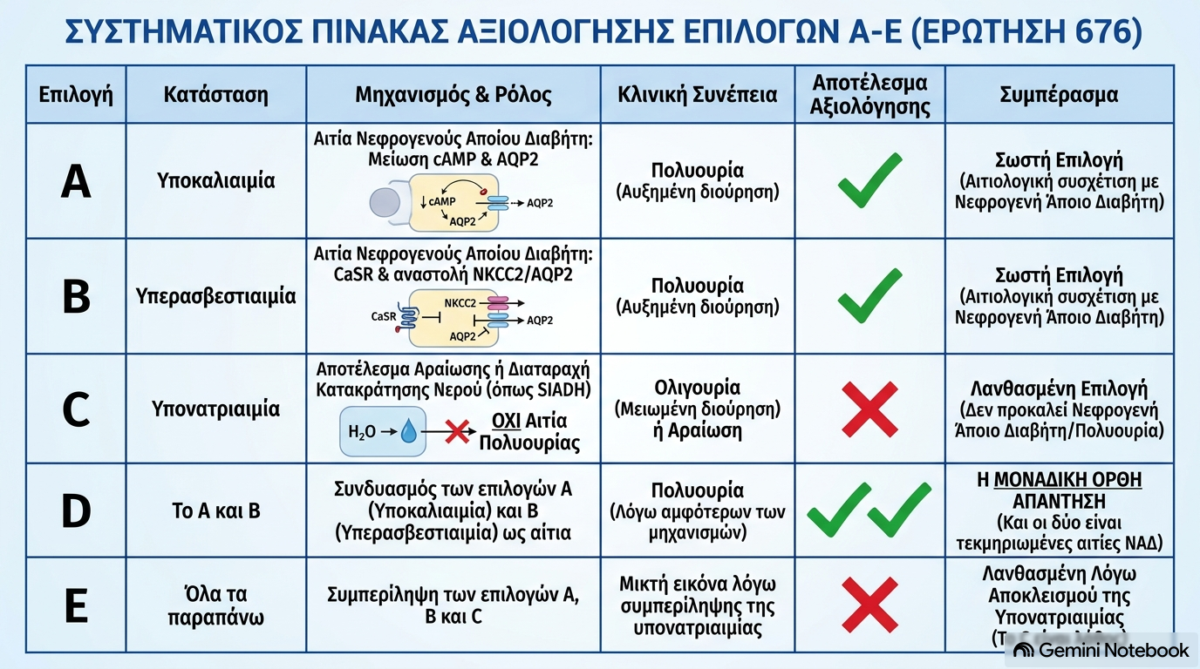 ΣΥΣΤΗΜΑΤΙΚΟΣ ΠΙΝΑΚΑΣ ΑΞΙΟΛΟΓΗΣΗΣ ΕΠΙΛΟΓΩΝ Α-Ε (ΕΡΩΤΗΣΗ 676)
Επιλογή
Κατάσταση
Μηχανισμός & Ρόλος
Κλινική Συνέπεια
Αποτέλεσμα
Αξιολόγησης
Συμπέρασμα
A
Υποκαλιαιμία
Αιτία Νεφρογενούς Αποίου Διαβήτη:
Μείωση cAMP & AQP2
↓cAMP
AQP2
AQP2
Πολυουρία
(Αυξημένη διούρηση)
Σωστή Επιλογή
(Αιτιολογική συσχέτιση με
Νεφρογενή Άποιο Διαβήτη)
B
Υπερασβεστιαιμία
Αιτία Νεφρογενούς Αποίου Διαβήτη:
CaSR & αναστολή NKCC2/AQP2
CaSR
NKCC2
AQP2
AQP2
Πολυουρία
(Αυξημένη διούρηση)
Σωστή Επιλογή
(Αιτιολογική συσχέτιση με
Νεφρογενή Άποιο Διαβήτη)
C
Υπονατριαιμία
Αποτέλεσμα Αραίωσης ή Διαταραχή
Κατακράτησης Νερού (όπως SIADH)
H₂O
ΟΧΙ Αιτία
Πολυουρίας
Ολιγουρία
(Μειωμένη διούρηση)
ή Αραίωση
Λανθασμένη Επιλογή
(Δεν προκαλεί Νεφρογενή
Άποιο Διαβήτη/Πολυουρία)
D
Το Α και Β
Συνδυασμός των επιλογών Α
(Υποκαλιαιμία) και Β
(Υπερασβεστιαιμία) ως αίτια
Πολυουρία
(Λόγω αμφότερων των
μηχανισμών)
Η ΜΟΝΑΔΙΚΗ ΟΡΘΗ
ΑΠΑΝΤΗΣΗ
(Και οι δύο είναι
τεκμηριωμένες αιτίες ΝΑΔ)
E
Όλα τα
παραπάνω
Συμπερίληψη των επιλογών Α,
Β και C
Μικτή εικόνα λόγω
συμπερίληψης της
υπονατριαιμίας
Λανθασμένη Λόγω
Αποκλεισμού της
Υπονατριαιμίας
Gemini Notebook